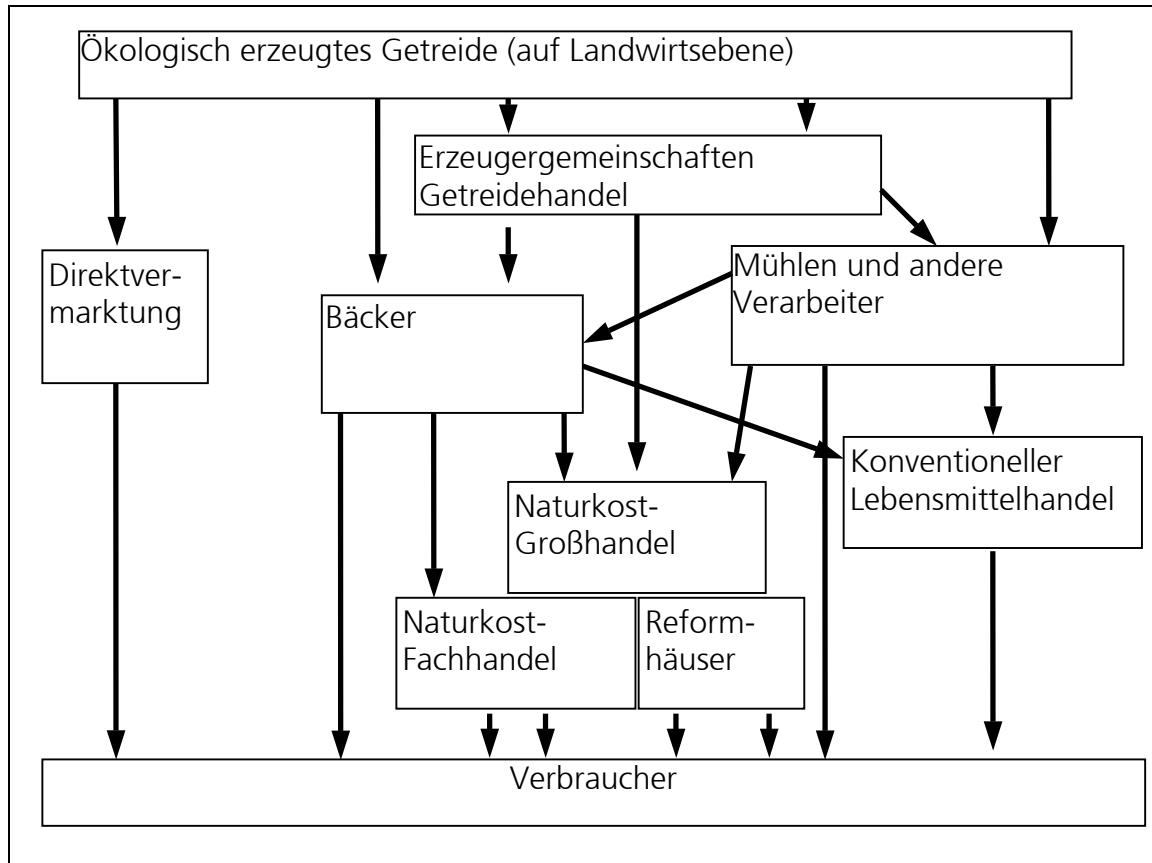 Ökologisch erzeugtes Getreide (auf Landwirtsebene)
Erzeugergemeinschaften
Getreidehandel
Direktver-
marktung
Mühlen und andere
Verarbeiter
Bäcker
Konventioneller
Lebensmittelhandel
Naturkost-
Großhandel
Naturkost-
Fachhandel
Reform-
häuser
Verbraucher